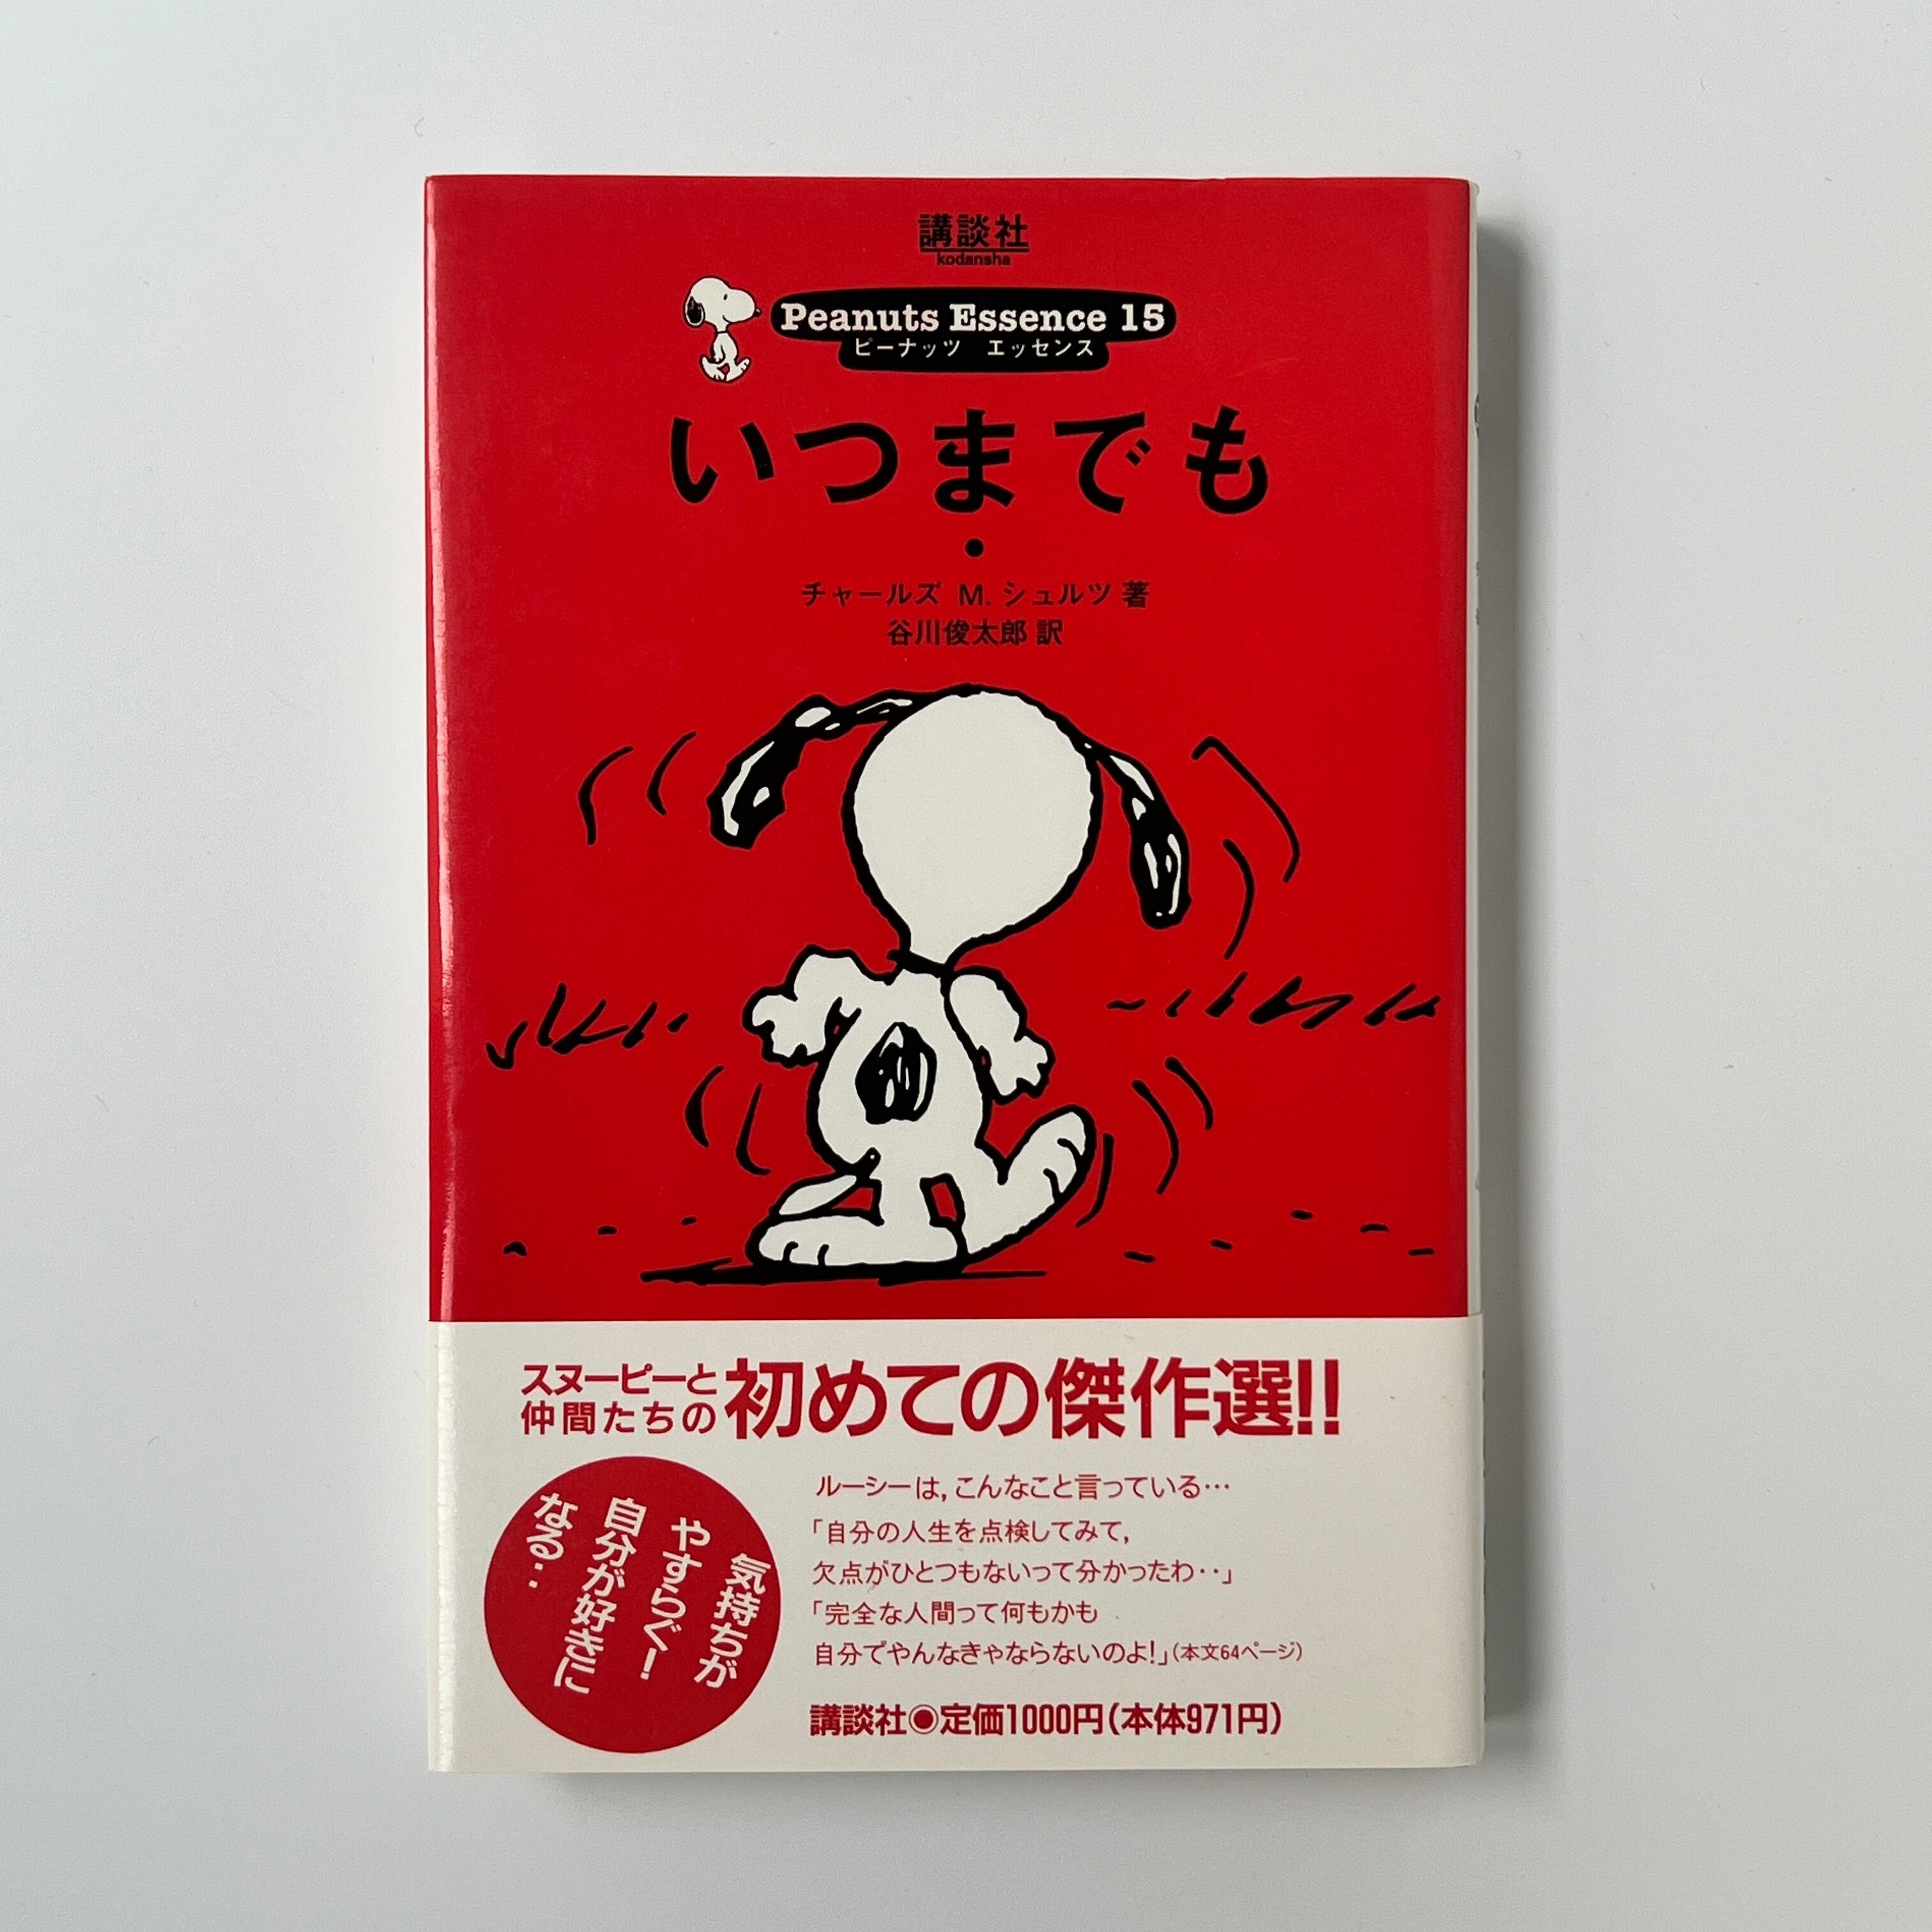 講談社
kodansha
Peanuts Essence 15
ピーナッツ エッセンス
いつまでも
・
チャールズ M. シュルツ 著
谷川俊太郎 訳
スヌーピーと
仲間たちの
初めての傑作選!!
気持ちが
やすらぐ!
自分が好きに
なる‥
ルーシーは,こんなこと言っている…
「自分の人生を点検してみて,
欠点がひとつもないって分かったわ‥」
「完全な人間って何もかも
自分でやんなきゃならないのよ!」(本文64ページ)
講談社◉定価1000円(本体971円)